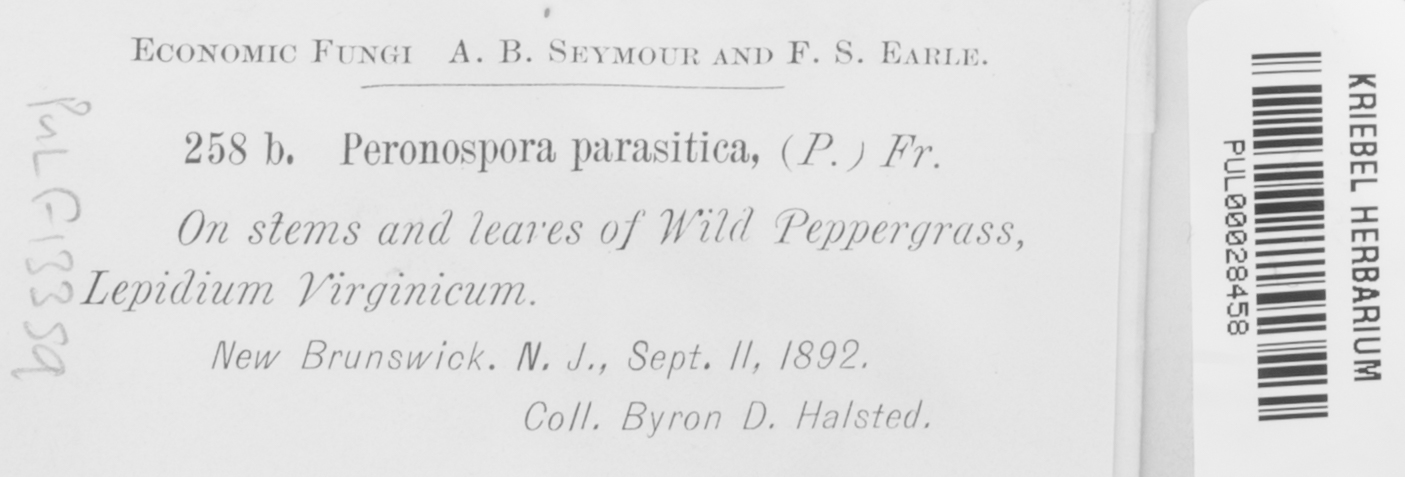 ECONOMIC FUNGI A. B. SEYMOUR AND F. S. EARLE.
258 b. Peronospora parasitica, (P.) Fr.
On stems and leaves of Wild Peppergrass,
Lepidium Virginicum.
New Brunswick. N. J., Sept. 11, 1892.
Coll. Byron D. Halsted.
PUL F13359
PUL00028458
KRIEBEL HERBARIUM